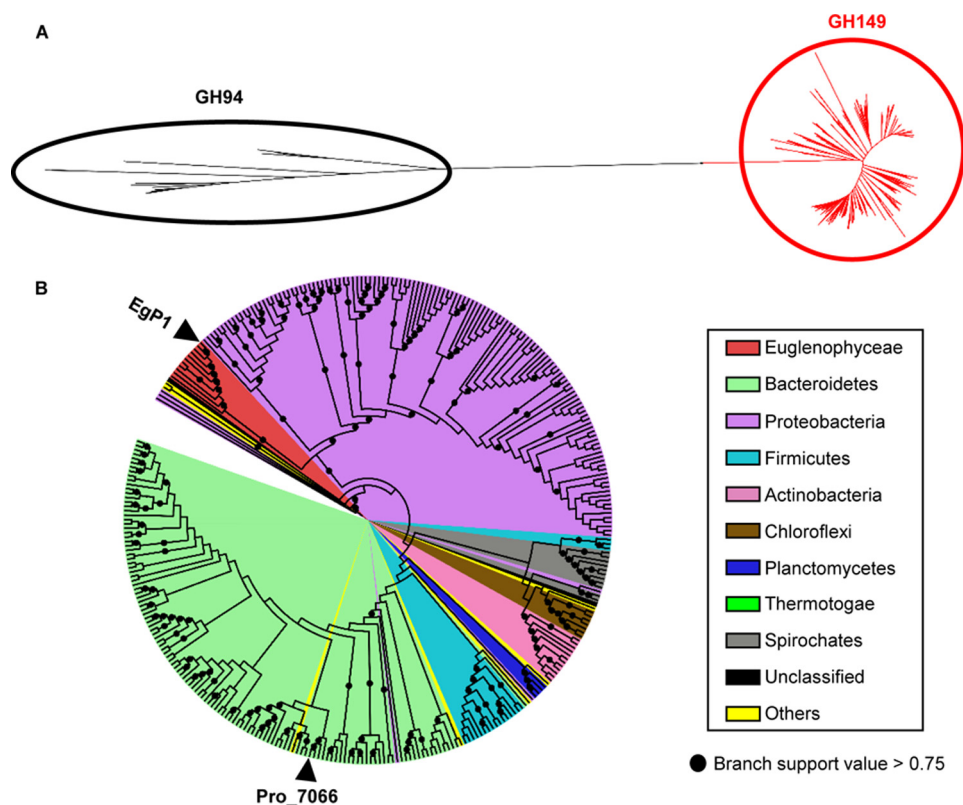 A
GH94
GH149
B
EgP1
Pro_7066
Euglenophyceae
Bacteroidetes
Proteobacteria
Firmicutes
Actinobacteria
Chloroflexi
Planctomycetes
Thermotogae
Spirochates
Unclassified
Others
Branch support value > 0.75